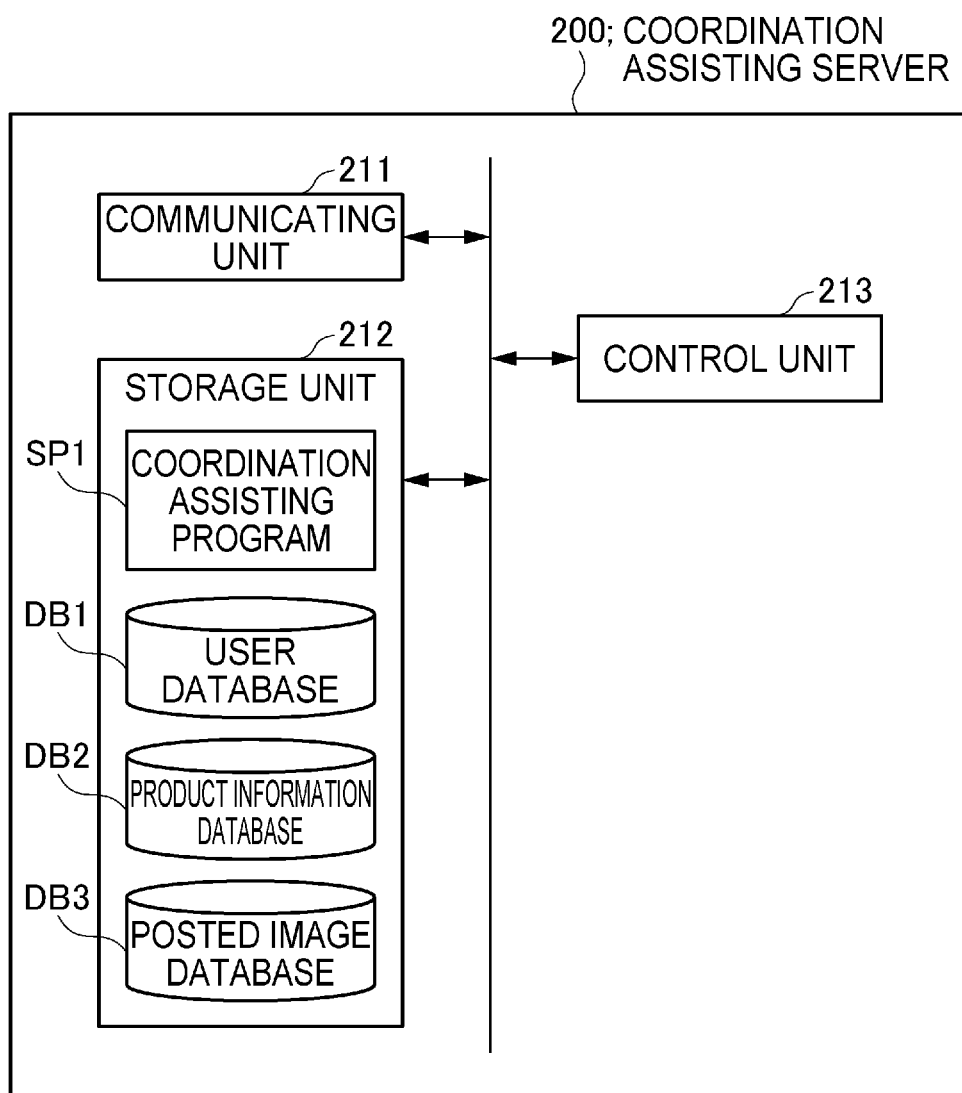 200; COORDINATION
ASSISTING SERVER
211
COMMUNICATING
UNIT
213
CONTROL UNIT
212
STORAGE UNIT
SP1
COORDINATION
ASSISTING
PROGRAM
DB1
USER
DATABASE
DB2
PRODUCT INFORMATION
DATABASE
DB3
POSTED IMAGE
DATABASE